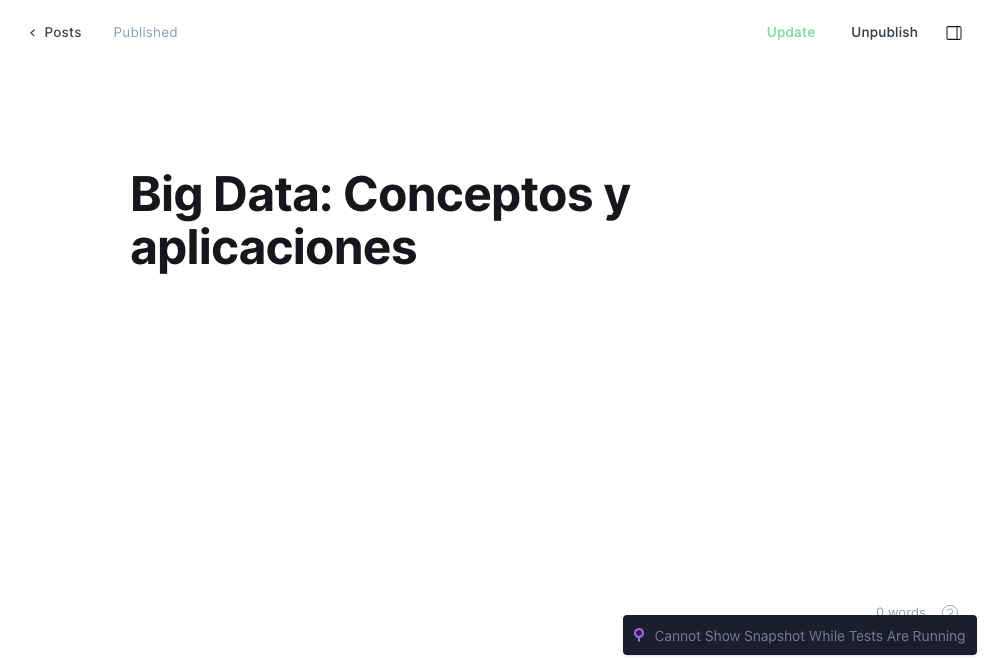 Posts
Published
Update
Unpublish
Big Data: Conceptos y
aplicaciones
0 words
?
Cannot Show Snapshot While Tests Are Running